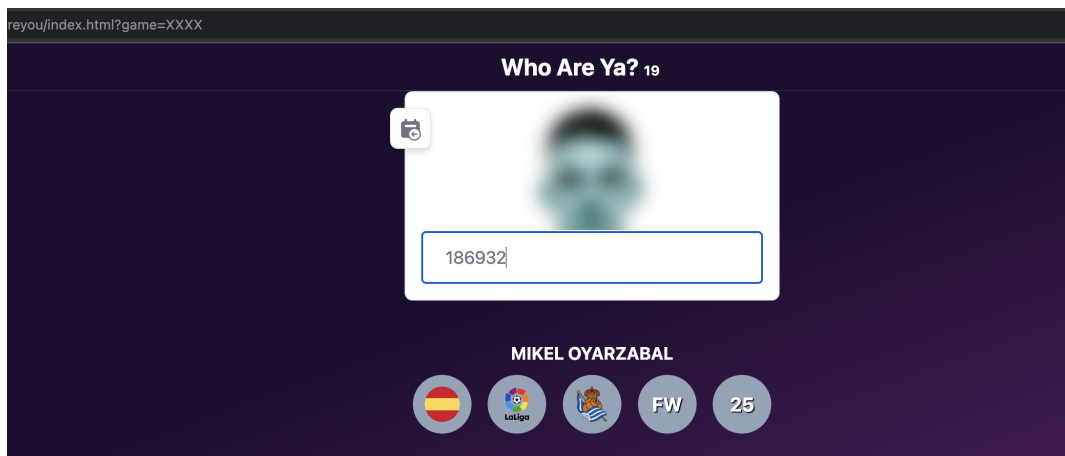 reyou/index.html?game=XXXX
Who Are Ya? 19
186932
MIKEL OYARZABAL
LaLiga FW 25